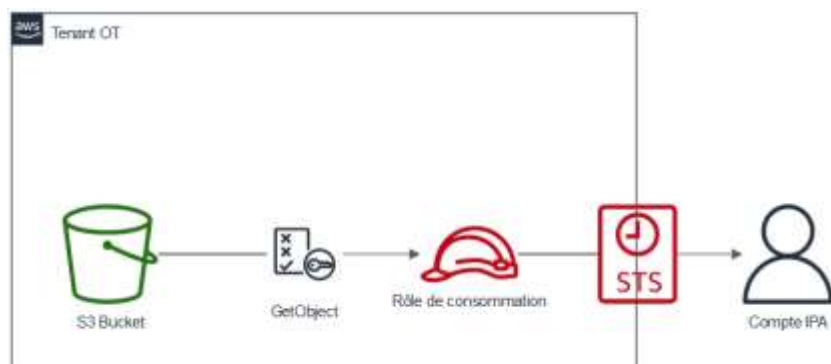 aws
Tenant OT
STS
S3 Bucket
GetObject
Rôle de consommation
Compte IPA